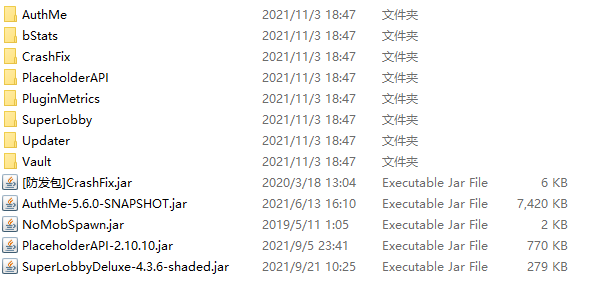 AuthMe 2021/11/3 18:47 文件夹
bStats 2021/11/3 18:47 文件夹
CrashFix 2021/11/3 18:47 文件夹
PlaceholderAPI 2021/11/3 18:47 文件夹
PluginMetrics 2021/11/3 18:47 文件夹
SuperLobby 2021/11/3 18:47 文件夹
Updater 2021/11/3 18:47 文件夹
Vault 2021/11/3 18:47 文件夹
[防发包]CrashFix.jar 2020/3/18 13:04 Executable Jar File 6 KB
AuthMe-5.6.0-SNAPSHOT.jar 2021/6/13 16:10 Executable Jar File 7,420 KB
NoMobSpawn.jar 2019/5/11 1:05 Executable Jar File 2 KB
PlaceholderAPI-2.10.10.jar 2021/9/5 23:41 Executable Jar File 770 KB
SuperLobbyDeluxe-4.3.6-shaded.jar 2021/9/21 10:25 Executable Jar File 279 KB